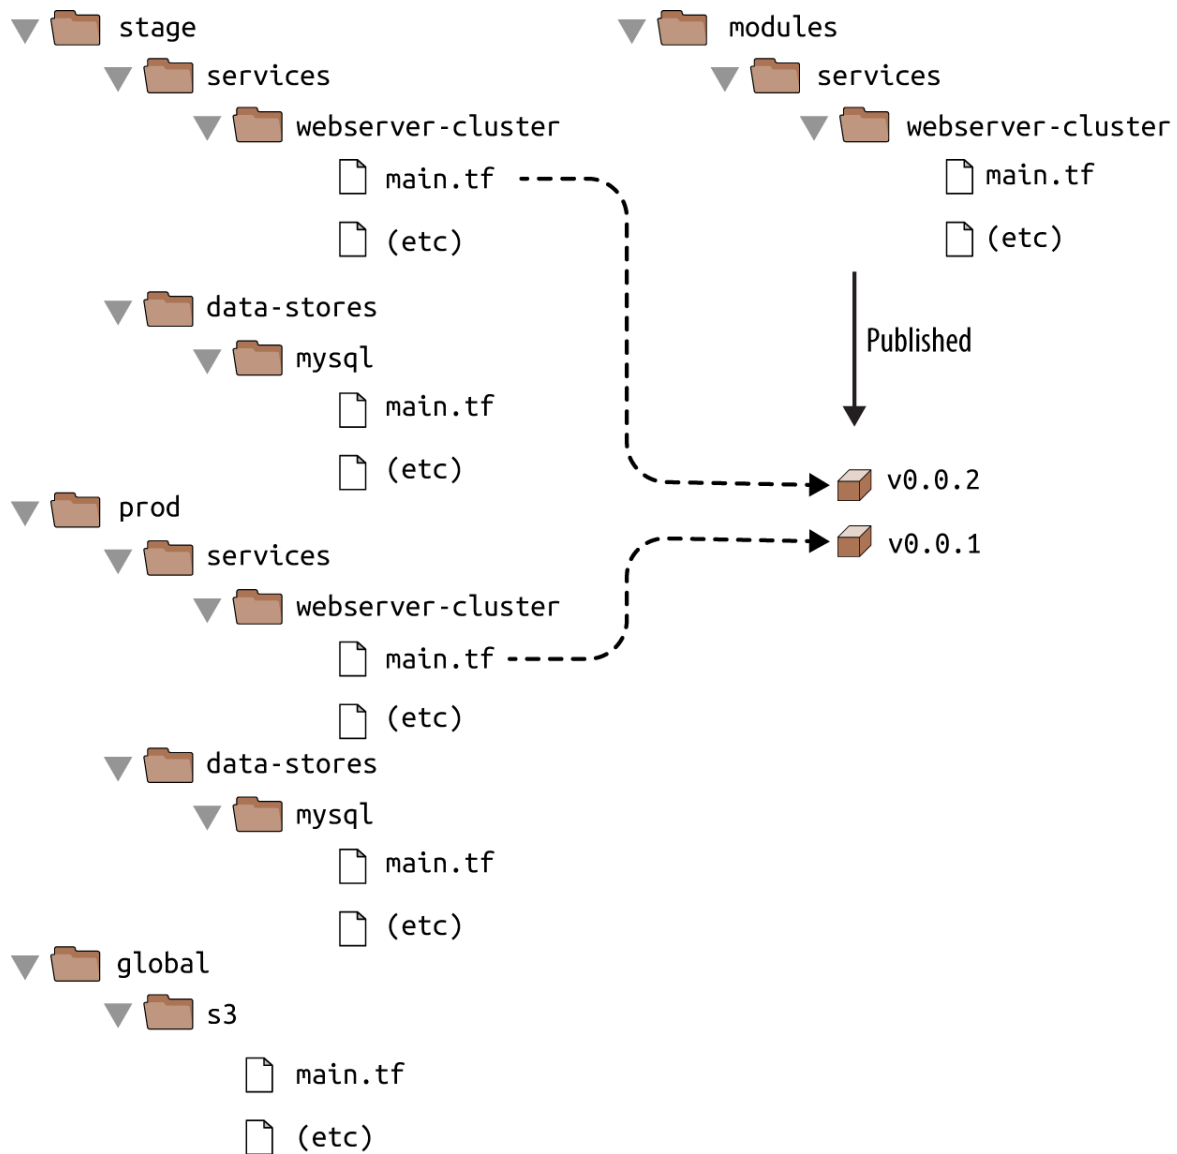 stage
services
webserver-cluster
main.tf
(etc)
data-stores
mysql
main.tf
(etc)
prod
services
webserver-cluster
main.tf
(etc)
data-stores
mysql
main.tf
(etc)
global
s3
main.tf
(etc)
modules
services
webserver-cluster
main.tf
(etc)
Published
v0.0.2
v0.0.1